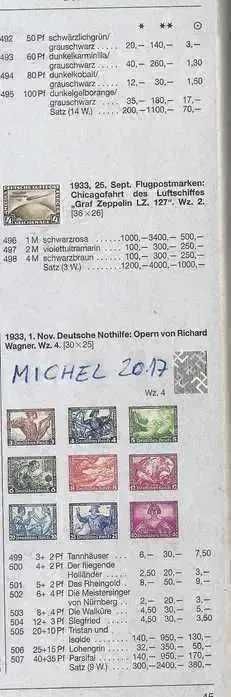 * ** ⊙
492 50 Pf schwärzlichgrün/
grauschwarz ..... 20,– 140,– 3,–
493 60 Pf dunkelkarminlila/
grauschwarz ..... 40,– 260,– 1,30
494 80 Pf dunkelkobalt/
grauschwarz ..... 12,– 30,– 1,50
495 100 Pf dunkelgelborange/
grauschwarz ..... 35,– 180,– 17,–
Satz (14 W.) 200,– 1100,– 70,–
1933, 25. Sept. Flugpostmarken:
Chicagofahrt des Luftschiffes
„Graf Zeppelin LZ. 127“. Wz. 2.
[36×26]
496 1 M schwarzrosa ...... 1000,– 3400,– 500,–
497 2 M violettultramarin ... 100,– 300,– 250,–
498 4 M schwarzbraun .... 100,– 300,– 250,–
Satz (3 W.) 1200,– 4000,– 1000,–
1933, 1. Nov. Deutsche Nothilfe: Opern von Richard
Wagner. Wz. 4. [30×25]
MICHEL 2017
Wz. 4
499 3+ 2 Pf Tannhäuser ... 6,– 30,– 7,50
500 4+ 2 Pf Der fliegende
Holländer ..... 2,50 20,– 3,–
501 5+ 2 Pf Das Rheingold .. 8,– 50,– 9,–
502 6+ 4 Pf Die Meistersinger
von Nürnberg .. 2,– 20,– 3,–
503 8+ 4 Pf Die Walküre ... 4,50 30,– 5,–
504 12+ 3 Pf Siegfried ..... 4,50 30,– 3,50
505 20+10 Pf Tristan und
Isolde ....... 140,– 950,– 130,–
506 25+15 Pf Lohengrin .... 32,– 350,– 50,–
507 40+35 Pf Parsifal ..... 140,– 950,– 170,–
Satz (9 W.) 300,– 2400,– 380,–